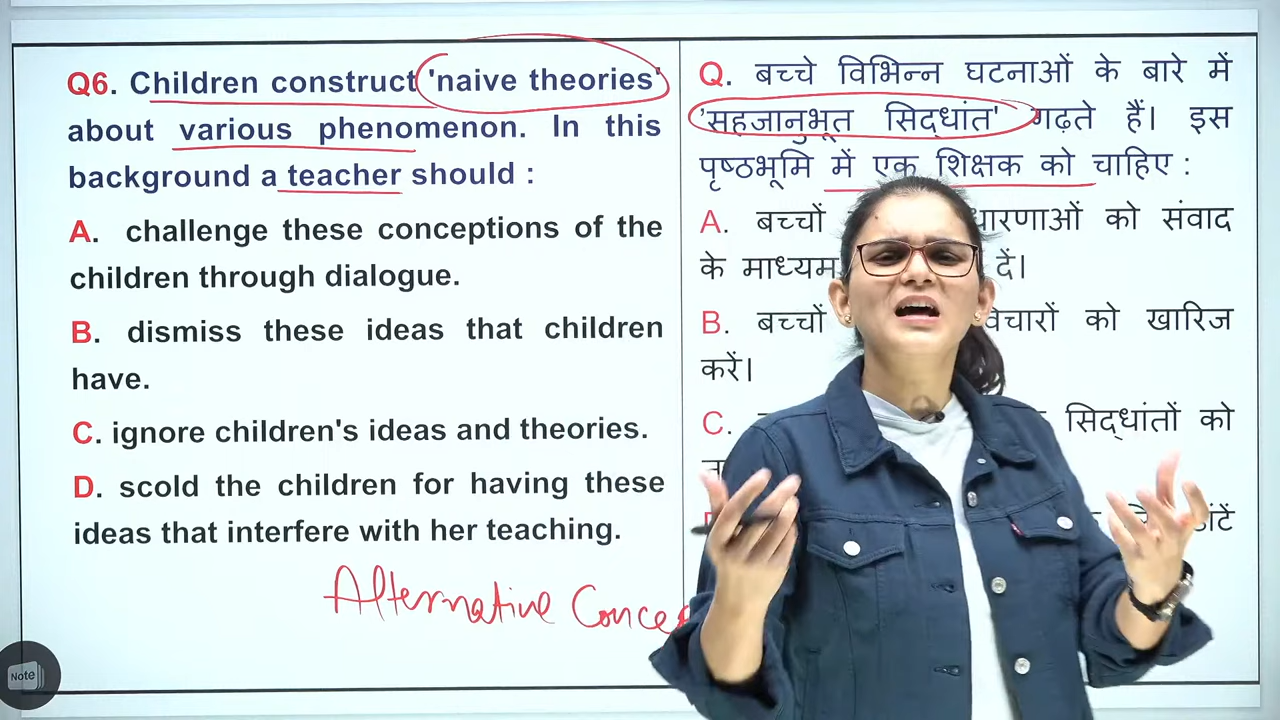 Q6. Children construct 'naive theories'
about various phenomenon. In this
background a teacher should :
A. challenge these conceptions of the
children through dialogue.
B. dismiss these ideas that children
have.
C. ignore children's ideas and theories.
D. scold the children for having these
ideas that interfere with her teaching.
Alternative
Q. बच्चे विभिन्न घटनाओं के बारे में
'सहजानुभूत सिद्धांत' गढ़ते हैं। इस
पृष्ठभूमि में एक शिक्षक को चाहिए :
A. बच्चों धारणाओं को संवाद
के माध्यम दें।
B. बच्चों विचारों को खारिज
करें।
C. सिद्धांतों को
Note